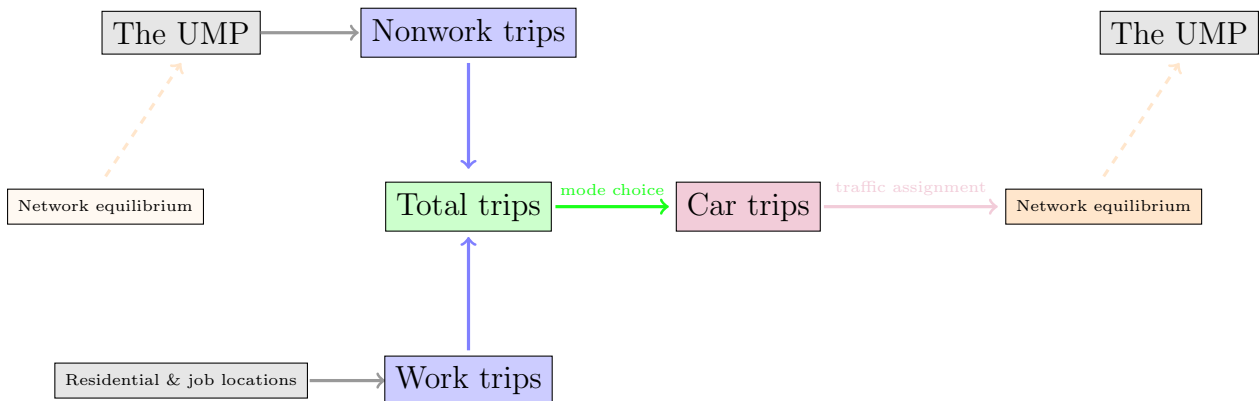 The UMP
Nonwork trips
The UMP
Network equilibrium
Total trips
mode choice
Car trips
traffic assignment
Network equilibrium
Residential & job locations
Work trips